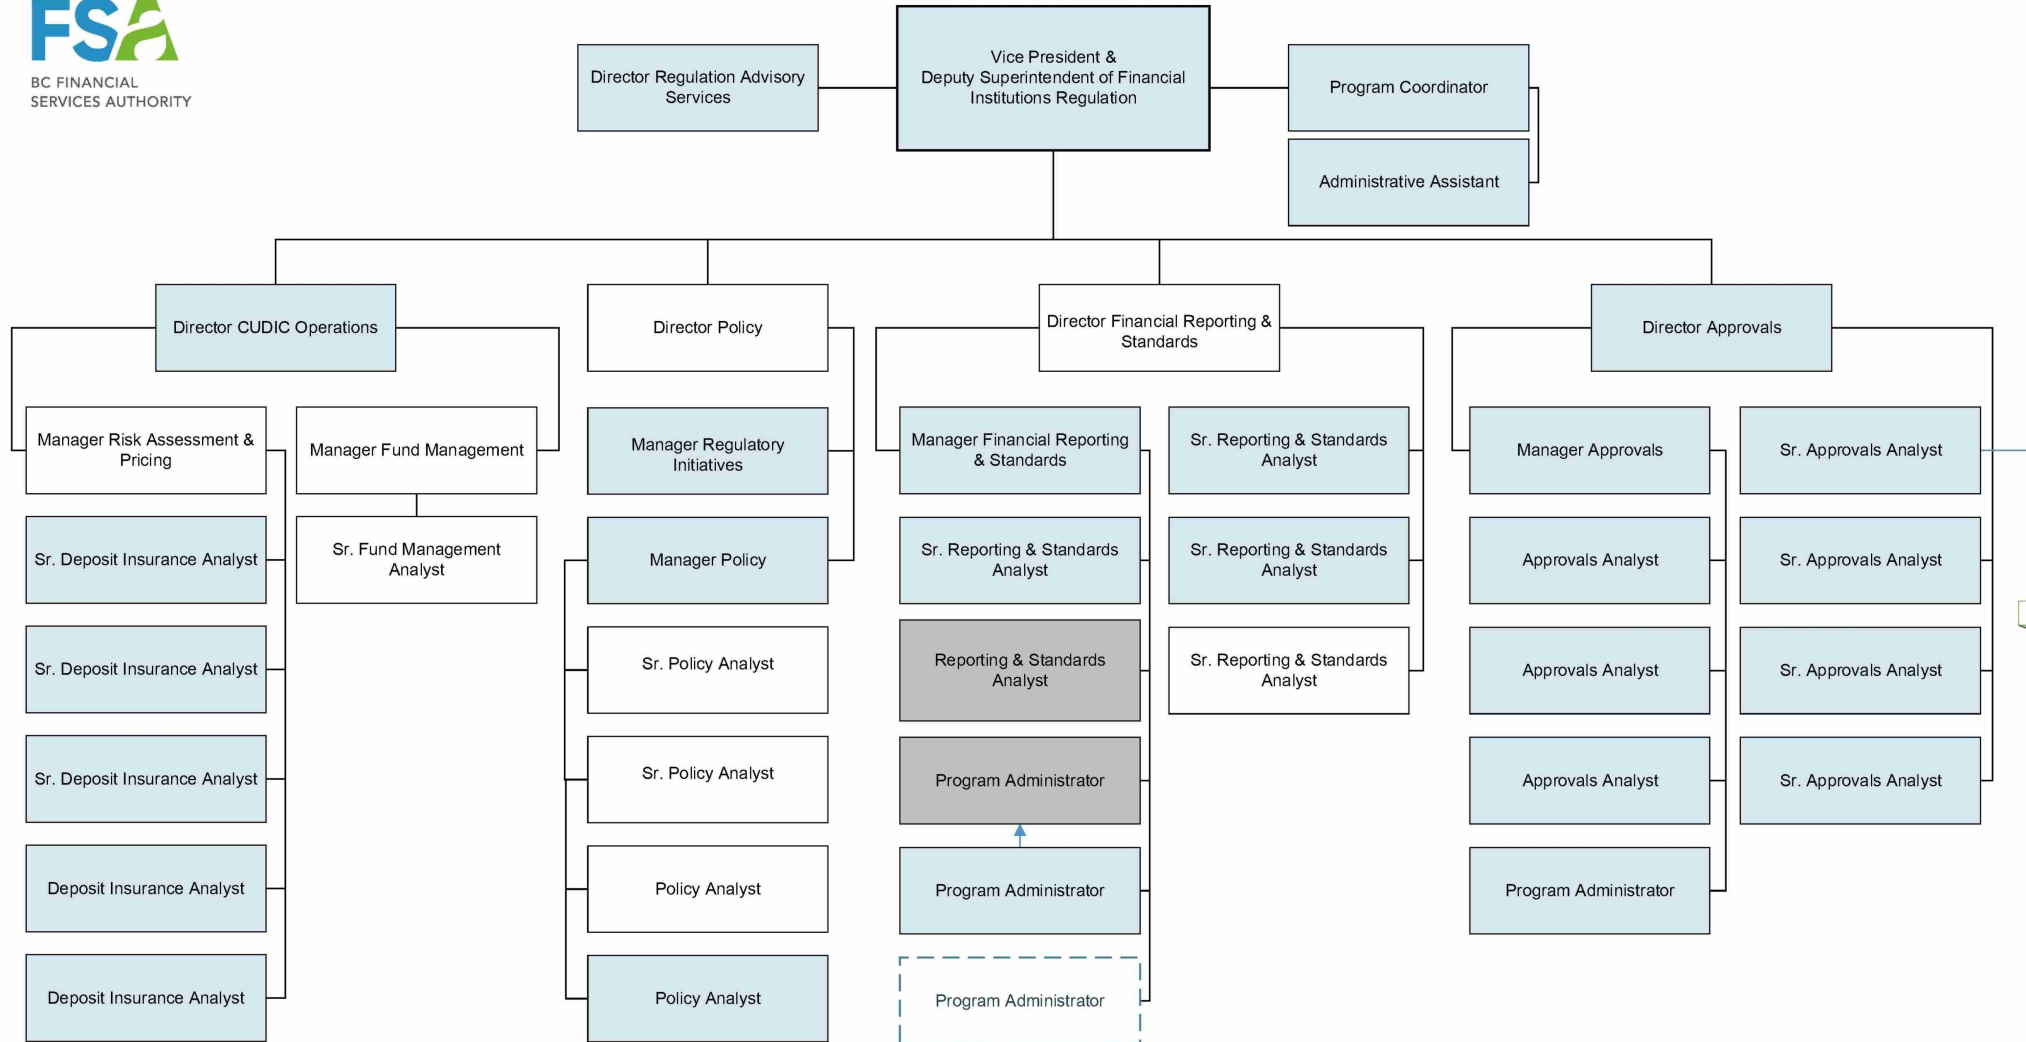 FSA
BC FINANCIAL
SERVICES AUTHORITY
Director Regulation Advisory
Services
Vice President &
Deputy Superintendent of Financial
Institutions Regulation
Program Coordinator
Administrative Assistant
Director CUDIC Operations
Director Policy
Director Financial Reporting &
Standards
Director Approvals
Manager Risk Assessment &
Pricing
Sr. Deposit Insurance Analyst
Sr. Deposit Insurance Analyst
Sr. Deposit Insurance Analyst
Deposit Insurance Analyst
Deposit Insurance Analyst
Manager Fund Management
Sr. Fund Management
Analyst
Manager Regulatory
Initiatives
Manager Policy
Sr. Policy Analyst
Sr. Policy Analyst
Policy Analyst
Policy Analyst
Manager Financial Reporting
& Standards
Sr. Reporting & Standards
Analyst
Reporting & Standards
Analyst
Program Administrator
Program Administrator
Program Administrator
Sr. Reporting & Standards
Analyst
Sr. Reporting & Standards
Analyst
Sr. Reporting & Standards
Analyst
Manager Approvals
Approvals Analyst
Approvals Analyst
Approvals Analyst
Program Administrator
Sr. Approvals Analyst
Sr. Approvals Analyst
Sr. Approvals Analyst
Sr. Approvals Analyst